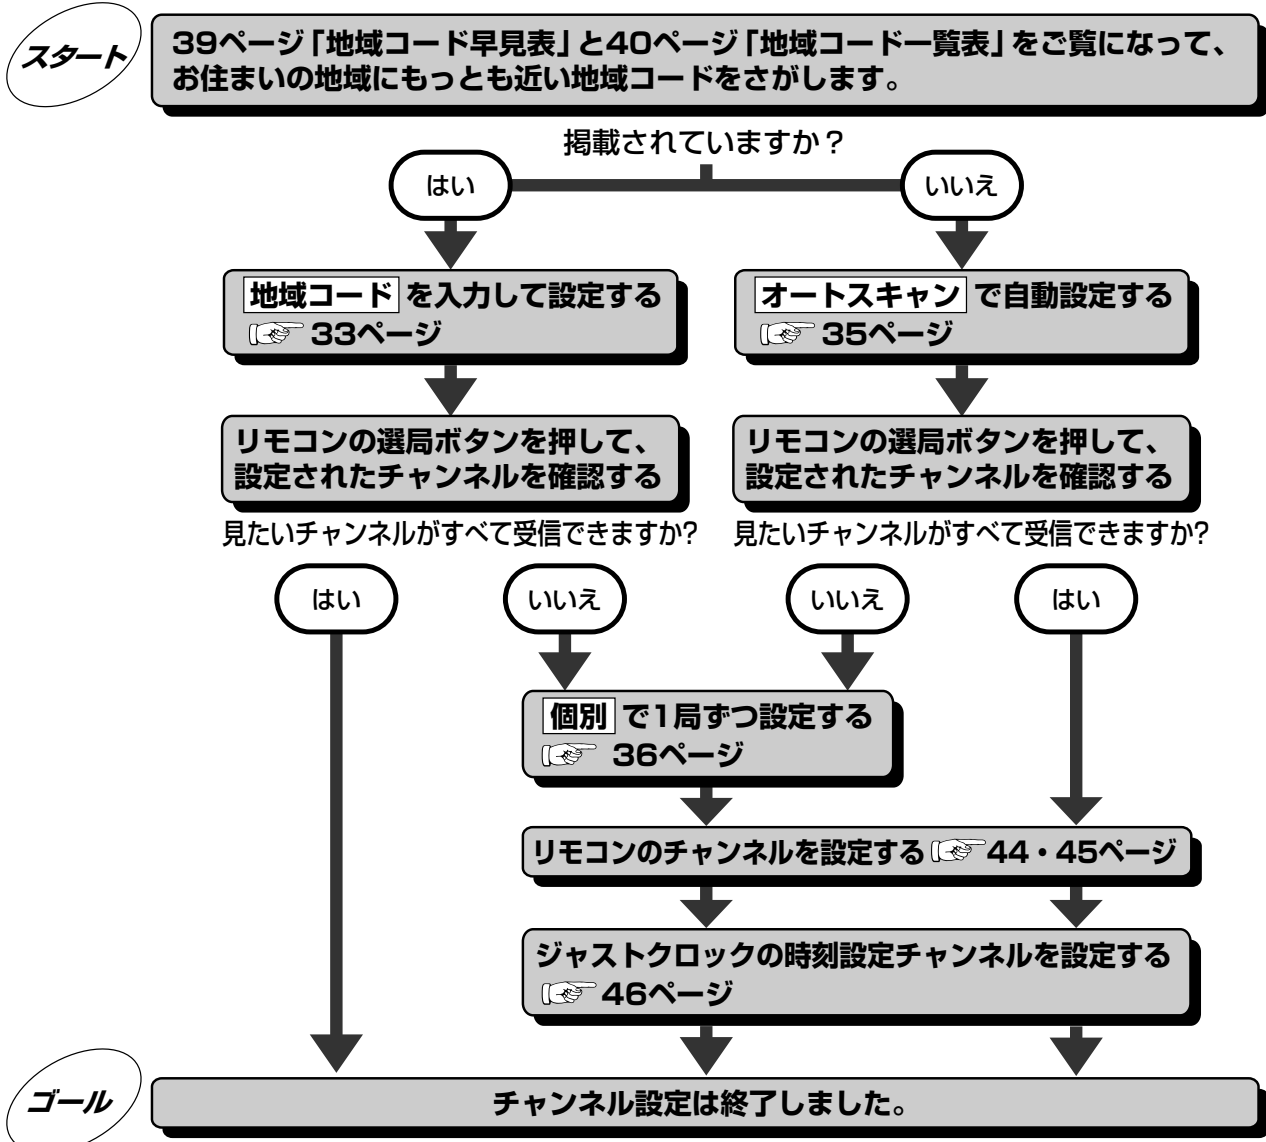 スタート
39ページ「地域コード早見表」と40ページ「地域コード一覧表」をご覧になって、
お住まいの地域にもっとも近い地域コードをさがします。
掲載されていますか？
はい
いいえ
地域コード を入力して設定する
33ページ
オートスキャン で自動設定する
35ページ
リモコンの選局ボタンを押して、
設定されたチャンネルを確認する
リモコンの選局ボタンを押して、
設定されたチャンネルを確認する
見たいチャンネルがすべて受信できますか?
見たいチャンネルがすべて受信できますか?
はい
いいえ
いいえ
はい
個別 で1局ずつ設定する
36ページ
リモコンのチャンネルを設定する 44・45ページ
ジャストクロックの時刻設定チャンネルを設定する
46ページ
ゴール
チャンネル設定は終了しました。